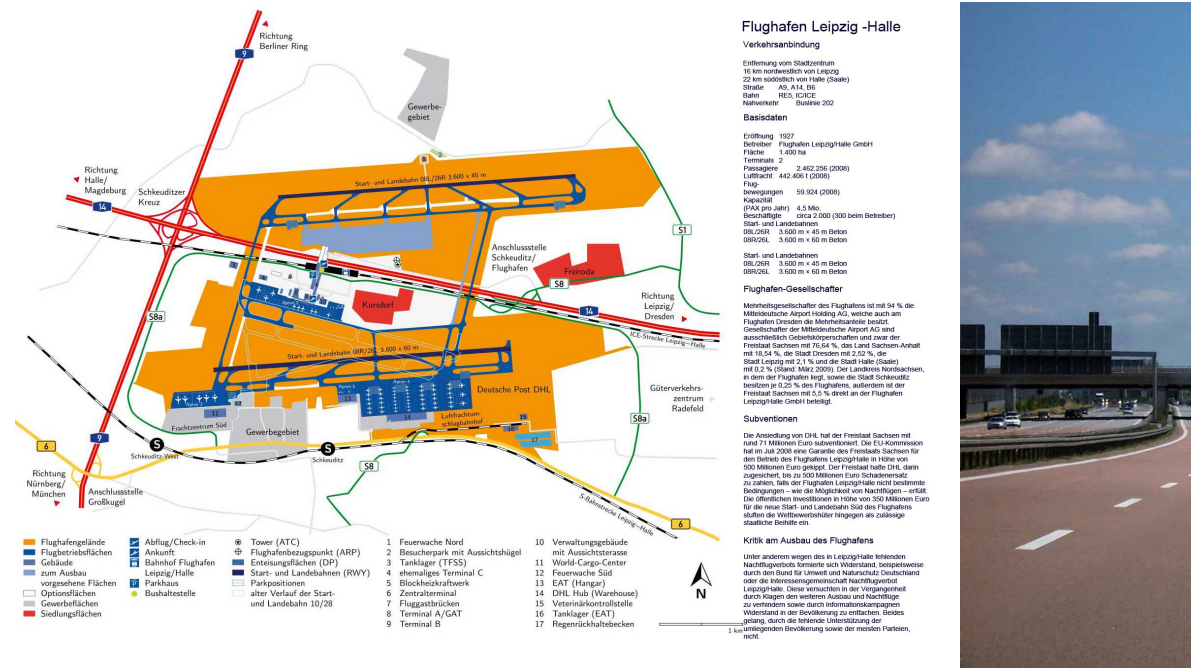 Richtung
Berliner Ring
9
Gewerbe-
gebiet
2
Richtung
Halle/
Magdeburg
14
Schkeuditzer
Kreuz
Start- und Landebahn 08L/26R 3.600 x 45 m
S1
Anschlussstelle
Schkeuditz/
Flughafen
Freiroda
S8
Kursdorf
S8a
Richtung
Leipzig/
Dresden
14
ICE-Strecke Leipzig—Halle
Start- und Landebahn 08R/26L 3.600 x 60 m
Deutsche Post DHL
Güterverkehrs-
zentrum
Radefeld
S8a
11
13
14
15
16
17
Frachtzentrum Süd
Gewerbegebiet
Luftfrachtum-
schlagbahnhof
9
6
S
Schkeuditz-West
S
Schkeuditz
S8
Richtung
Nürnberg/
München
Anschlussstelle
Großkugel
S-Bahnstrecke Leipzig—Halle
6
Flughafengelände
Flugbetriebsflächen
Gebäude
zum Ausbau
vorgesehene Flächen
Optionsflächen
Gewerbeflächen
Siedlungsflächen
Abflug/Check-in
Ankunft
Bahnhof Flughafen
Leipzig/Halle
P Parkhaus
Bushaltestelle
Tower (ATC)
Flughafenbezugspunkt (ARP)
Enteisungsflächen (DP)
Start- und Landebahnen (RWY)
Parkpositionen
alter Verlauf der Start-
und Landebahn 10/28
1 Feuerwache Nord
2 Besucherpark mit Aussichtshügel
3 Tanklager (TFSS)
4 ehemaliges Terminal C
5 Blockheizkraftwerk
6 Zentralterminal
7 Fluggastbrücken
8 Terminal A/GAT
9 Terminal B
10 Verwaltungsgebäude
mit Aussichtsterasse
11 World-Cargo-Center
12 Feuerwache Süd
13 EAT (Hangar)
14 DHL Hub (Warehouse)
15 Veterinärkontrollstelle
16 Tanklager (EAT)
17 Regenrückhaltebecken
N
1 km
Flughafen Leipzig -Halle
Verkehrsanbindung
Entfernung vom Stadtzentrum
16 km nordwestlich von Leipzig
22 km südöstlich von Halle (Saale)
Straße A9, A14, B6
Bahn RE5, IC/ICE
Nahverkehr Buslinie 202
Basisdaten
Eröffnung 1927
Betreiber Flughafen Leipzig/Halle GmbH
Fläche 1.400 ha
Terminals 2
Passagiere 2.462.256 (2008)
Luftfracht 442.406 t (2008)
Flug-
bewegungen 59.924 (2008)
Kapazität
(PAX pro Jahr) 4,5 Mio.
Beschäftigte circa 2.000 (300 beim Betreiber)
Start- und Landebahnen
08L/26R 3.600 m × 45 m Beton
08R/26L 3.600 m × 60 m Beton
Start- und Landebahnen
08L/26R 3.600 m × 45 m Beton
08R/26L 3.600 m × 60 m Beton
Flughafen-Gesellschafter
Mehrheitsgesellschafter des Flughafens ist mit 94 % die
Mitteldeutsche Airport Holding AG, welche auch am
Flughafen Dresden die Mehrheitsanteile besitzt.
Gesellschafter der Mitteldeutsche Airport AG sind
ausschließlich Gebietskörperschaften und zwar der
Freistaat Sachsen mit 76,64 %, das Land Sachsen-Anhalt
mit 18,54 %, die Stadt Dresden mit 2,52 %, die
Stadt Leipzig mit 2,1 % und die Stadt Halle (Saale)
mit 0,2 % (Stand: März 2009). Der Landkreis Nordsachsen,
in dem der Flughafen liegt, sowie die Stadt Schkeuditz
besitzen je 0,25 % des Flughafens, außerdem ist der
Freistaat Sachsen mit 5,5 % direkt an der Flughafen
Leipzig/Halle GmbH beteiligt.
Subventionen
Die Ansiedlung von DHL hat der Freistaat Sachsen mit
rund 71 Millionen Euro subventioniert. Die EU-Kommission
hat im Juli 2008 eine Garantie des Freistaats Sachsen für
den Betrieb des Flughafens Leipzig/Halle in Höhe von
500 Millionen Euro gekippt. Der Freistaat hatte DHL darin
zugesichert, bis zu 500 Millionen Euro Schadenersatz
zu zahlen, falls der Flughafen Leipzig/Halle nicht bestimmte
Bedingungen – wie die Möglichkeit von Nachtflügen – erfüllt.
Die öffentlichen Investitionen in Höhe von 350 Millionen Euro
für die neue Start- und Landebahn Süd des Flughafens
stuften die Wettbewerbshüter hingegen als zulässige
staatliche Beihilfe ein.
Kritik am Ausbau des Flughafens
Unter anderem wegen des in Leipzig/Halle fehlenden
Nachtflugverbots formierte sich Widerstand, beispielsweise
durch den Bund für Umwelt und Naturschutz Deutschland
oder die Interessensgemeinschaft Nachtflugverbot
Leipzig/Halle. Diese versuchten in der Vergangenheit
durch Klagen den weiteren Ausbau und Nachtflüge
zu verhindern sowie durch Informationskampagnen
Widerstand in der Bevölkerung zu entfachen. Beides
gelang, durch die fehlende Unterstützung der
umliegenden Bevölkerung sowie der meisten Parteien,
nicht.